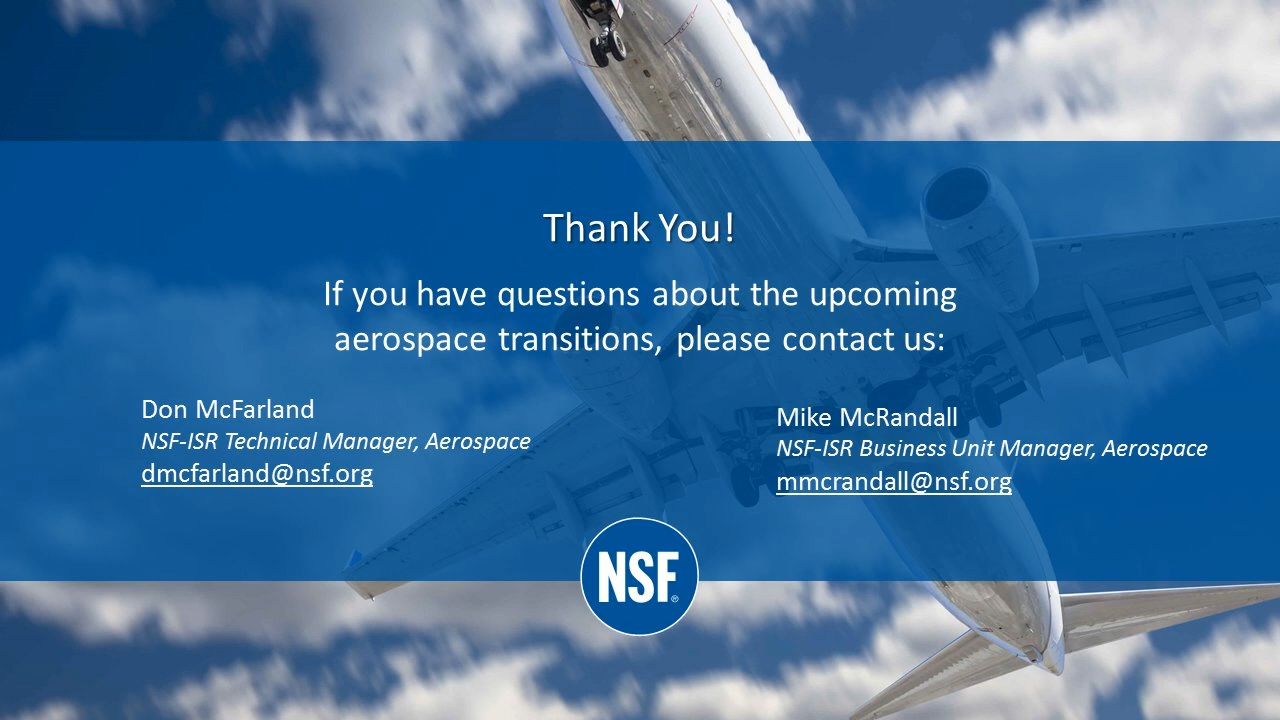 Thank You!
If you have questions about the upcoming
aerospace transitions, please contact us:
Don McFarland
NSF-ISR Technical Manager, Aerospace
dmcfarland@nsf.org
Mike McRandall
NSF-ISR Business Unit Manager, Aerospace
mmcrandall@nsf.org
NSF®